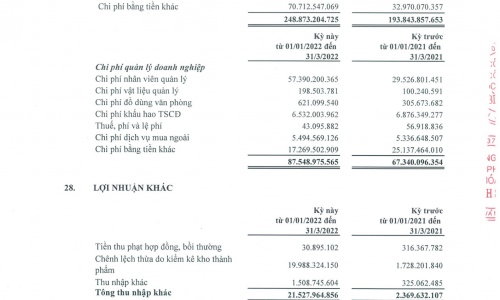 Chi phí bằng tiền khác 70.712.547.069 32.970.070.357
248.873.204.725 193.843.857.653
Kỳ này Kỳ trước
từ 01/01/2022 đến từ 01/01/2021 đến
31/3/2022 31/3/2021
Chi phí quản lý doanh nghiệp
Chi phí nhân viên quản lý 57.390.200.365 29.526.801.451
Chi phí vật liệu quản lý 198.503.781 100.240.591
Chi phí đồ dùng văn phòng 621.099.540 305.673.682
Chi phí khấu hao TSCĐ 6.532.003.962 6.876.349.277
Thuế, phí và lệ phí 43.095.882 56.918.836
Chi phí dịch vụ mua ngoài 5.494.569.126 5.336.648.507
Chi phí bằng tiền khác 17.269.502.909 25.137.464.010
87.548.975.565 67.340.096.354
28. LỢI NHUẬN KHÁC
Kỳ này Kỳ trước
từ 01/01/2022 đến từ 01/01/2021 đến
31/3/2022 31/3/2021
Tiền thu phạt hợp đồng, bồi thường 30.895.102 316.367.782
Chênh lệch thừa do kiểm kê kho thành
phẩm 19.988.324.150 1.728.201.840
Thu nhập khác 1.508.745.604 325.062.485
Tổng thu nhập khác 21.527.964.856 2.369.632.107